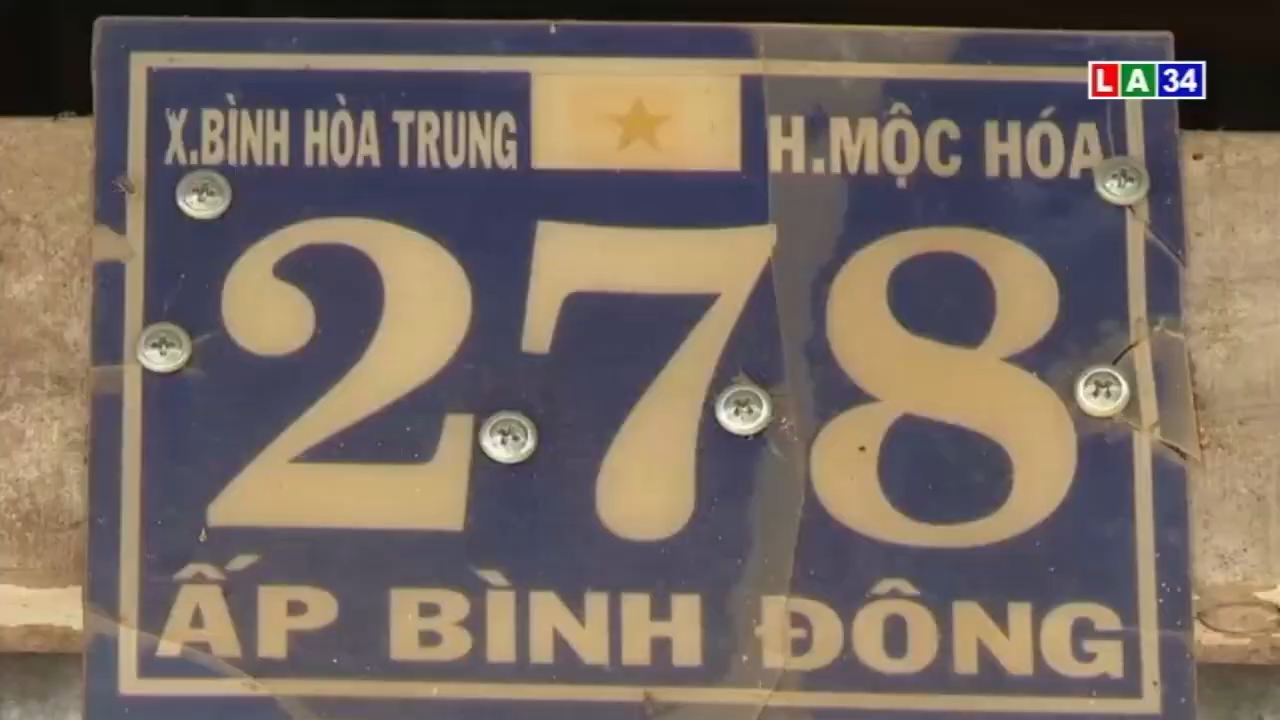 LA34
X.BÌNH HÒA TRUNG H.MỘC HÓA
278
ẤP BÌNH ĐÔNG